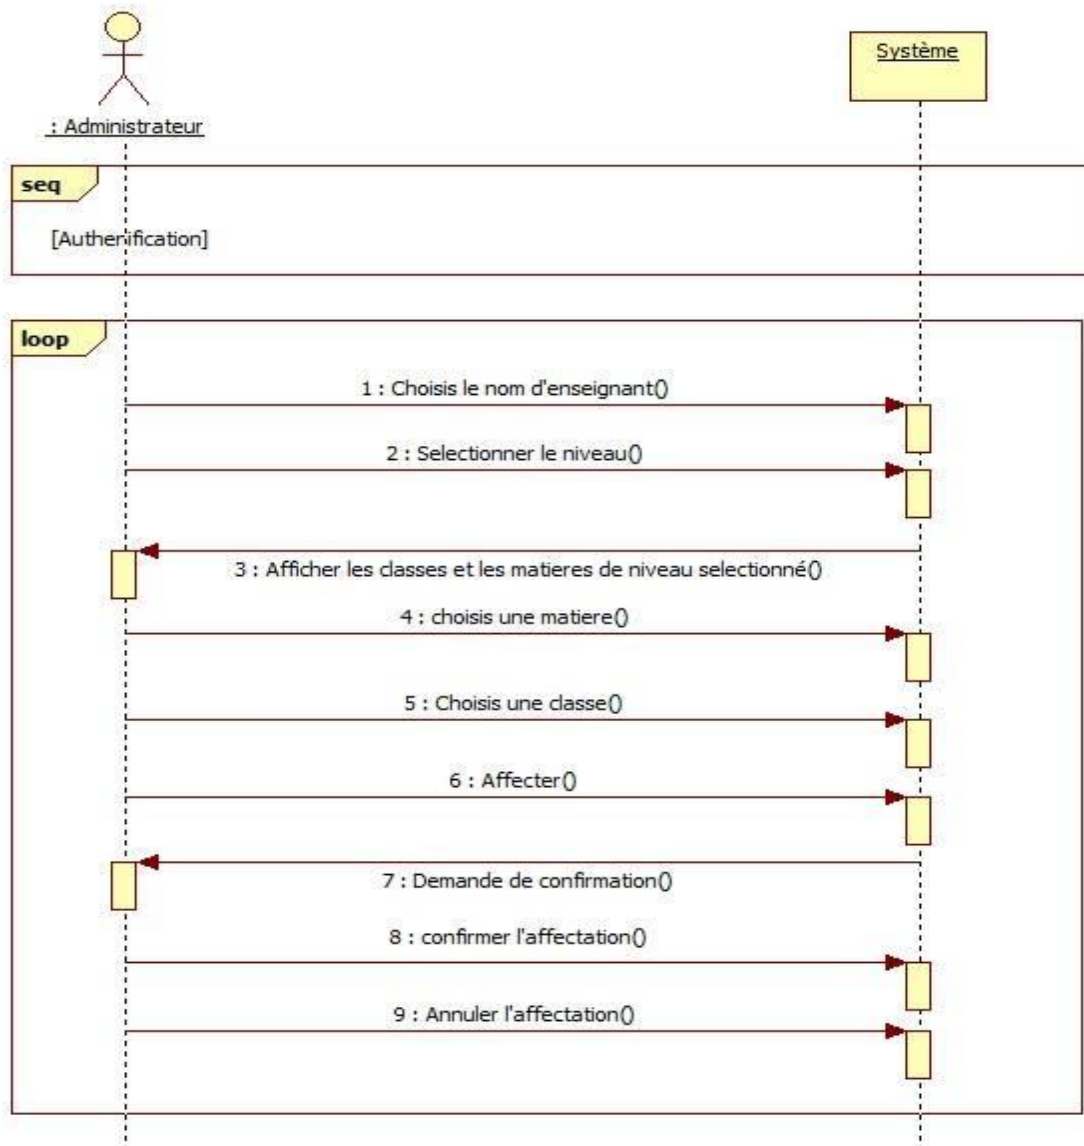 Système
: Administrateur
seq
[Authenification]
loop
1 : Choisis le nom d'enseignant()
2 : Selectionner le niveau()
3 : Afficher les classes et les matieres de niveau selectionné()
4 : choisis une matiere()
5 : Choisis une classe()
6 : Affecter()
7 : Demande de confirmation()
8 : confirmer l'affectation()
9 : Annuler l'affectation()